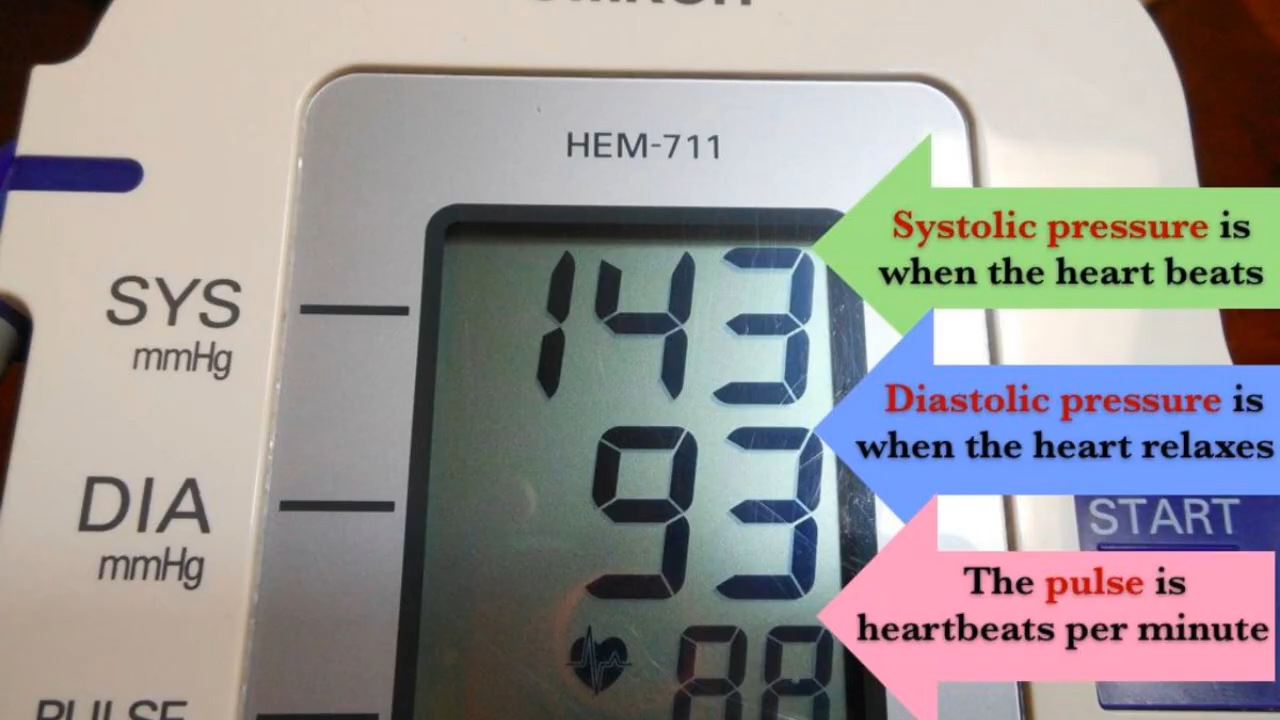 HEM-711
SYS
mmHg
143
Systolic pressure is
when the heart beats
DIA
mmHg
93
Diastolic pressure is
when the heart relaxes
START
The pulse is
heartbeats per minute
PULSE